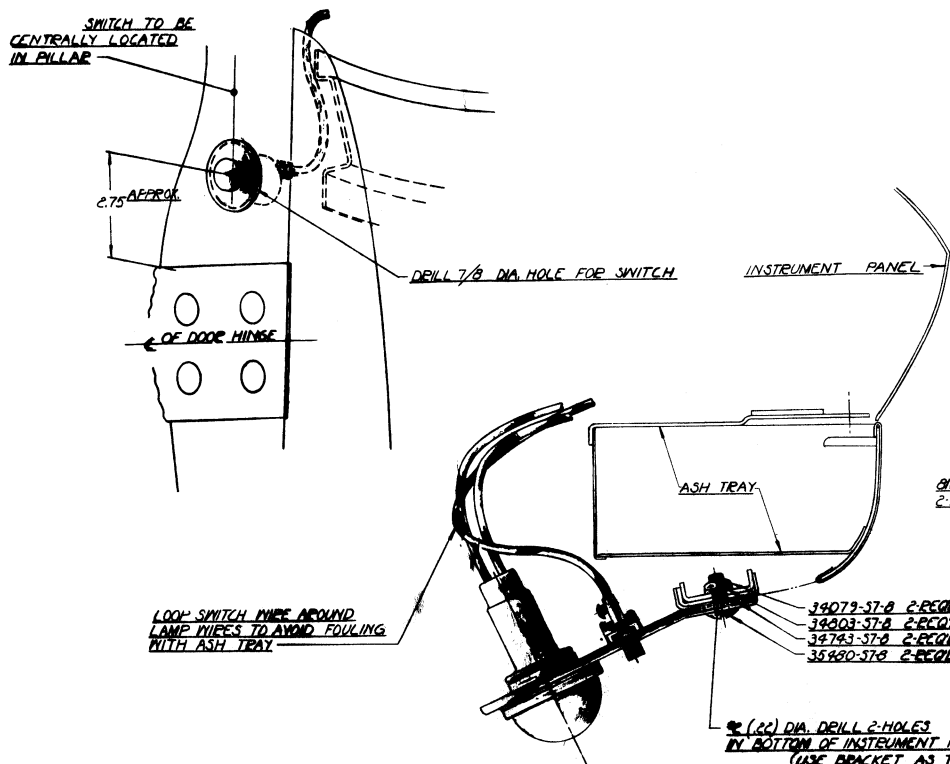 SWITCH TO BE
CENTRALLY LOCATED
IN PILLAR
2.75 APPROX.
DRILL 7/8 DIA. HOLE FOR SWITCH
INSTRUMENT PANEL
OF DOOR HINGE
ASH TRAY
2-
LOOP SWITCH WIRE AROUND
LAMP WIRES TO AVOID FOULING
WITH ASH TRAY
34079-S7-8 2-REQ
34803-S7-8 2-REQ
34743-S7-8 2-REQ
35480-S7-8 2-REQ
(.22) DIA. DRILL 2-HOLES
IN BOTTOM OF INSTRUMENT
(USE BRACKET AS